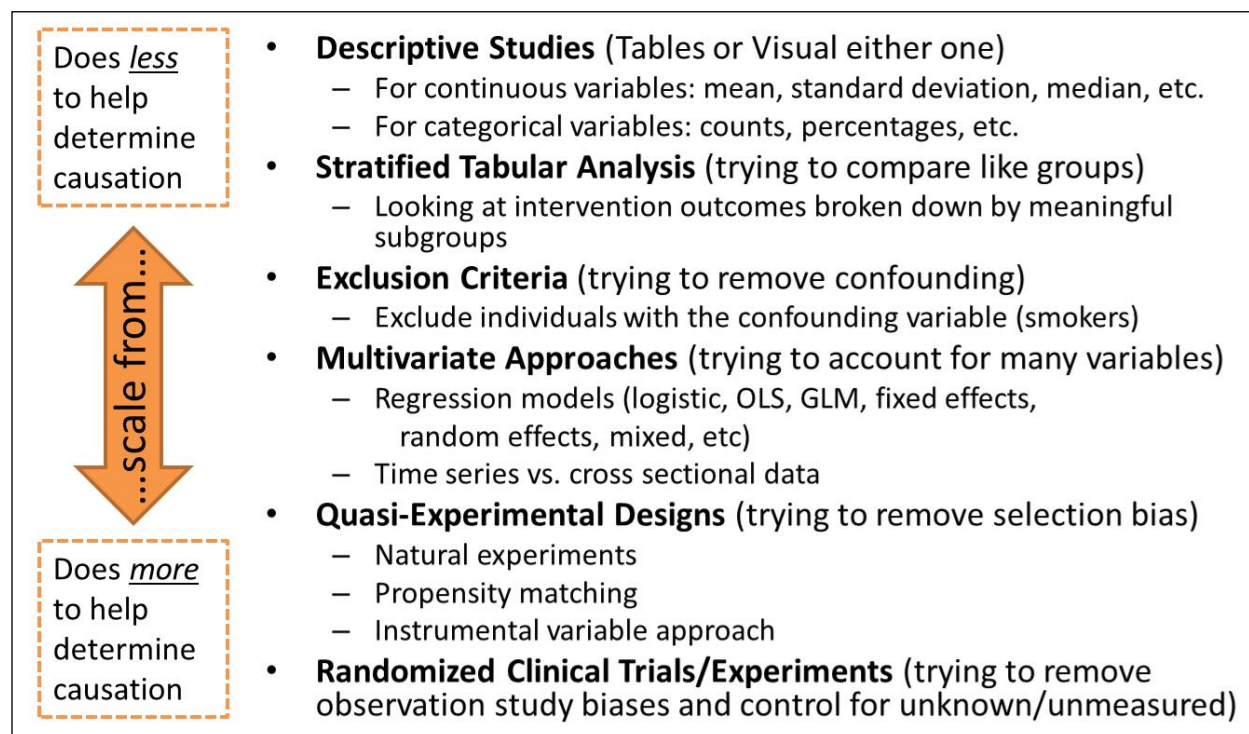 Does less
to help
determine
causation
...scale from...
Does more
to help
determine
causation
• Descriptive Studies (Tables or Visual either one)
– For continuous variables: mean, standard deviation, median, etc.
– For categorical variables: counts, percentages, etc.
• Stratified Tabular Analysis (trying to compare like groups)
– Looking at intervention outcomes broken down by meaningful
subgroups
• Exclusion Criteria (trying to remove confounding)
– Exclude individuals with the confounding variable (smokers)
• Multivariate Approaches (trying to account for many variables)
– Regression models (logistic, OLS, GLM, fixed effects,
random effects, mixed, etc)
– Time series vs. cross sectional data
• Quasi-Experimental Designs (trying to remove selection bias)
– Natural experiments
– Propensity matching
– Instrumental variable approach
• Randomized Clinical Trials/Experiments (trying to remove
observation study biases and control for unknown/unmeasured)